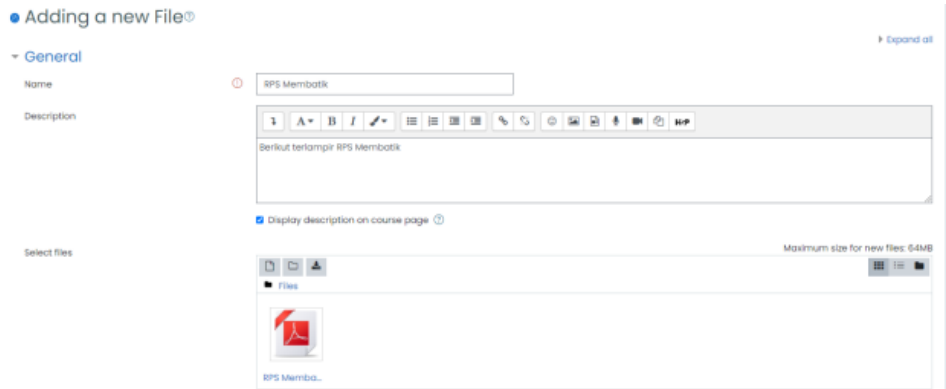 Adding a new File
Expand all
General
Name
RPS Membatik
Description
Berikut terlampir RPS Membatik
Display description on course page
Select files
Maximum size for new files: 64MB
Files
RPS Memba...